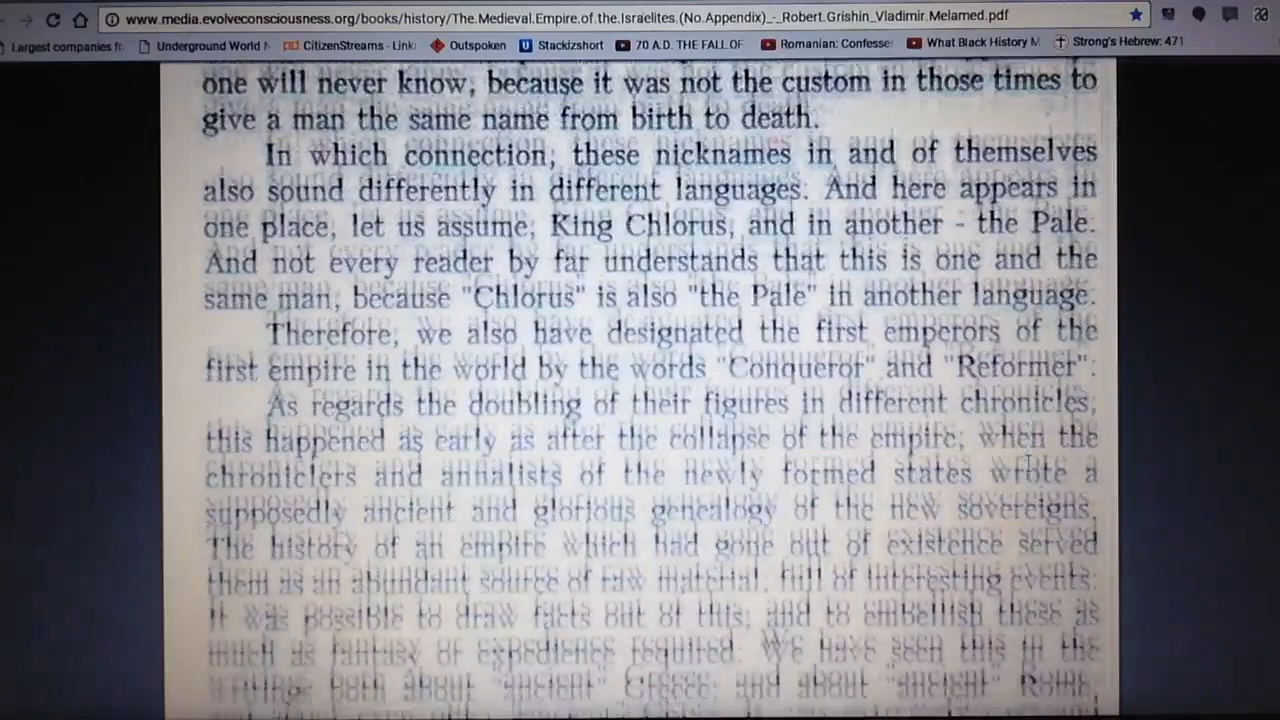 www.media.evolveconsciousness.org/books/history/The.Medieval.Empire.of.the.Israelites.(No.Appendix)_-_Robert.Grishin_Vladimir.Melamed.pdf
Largest companies fr Underground World N CitizenStreams - Link Outspoken Stackizshort 70 A.D. THE FALL OF Romanian: Confesse What Black History M Strong's Hebrew: 471
one will never know, because it was not the custom in those times to
give a man the same name from birth to death.
In which connection, these nicknames in and of themselves
also sound differently in different languages. And here appears in
one place, let us assume, King Chlorus, and in another - the Pale.
And not every reader by far understands that this is one and the
same man, because "Chlorus" is also "the Pale" in another language.
Therefore, we also have designated the first emperors of the
first empire in the world by the words "Conqueror" and "Reformer".
As regards the doubling of their figures in different chronicles,
this happened as early as after the collapse of the empire, when the
chroniclers and annalists of the newly formed states wrote a
supposedly ancient and glorious genealogy of the new sovereigns.
The history of an empire which had gone out of existence served
them as an abundant source of raw material, full of interesting events.
It was possible to draw facts out of this, and to embellish these as
much as fantasy or expedience required. We have seen this in the
both about "ancient" Greece, and about "ancient" Rome,